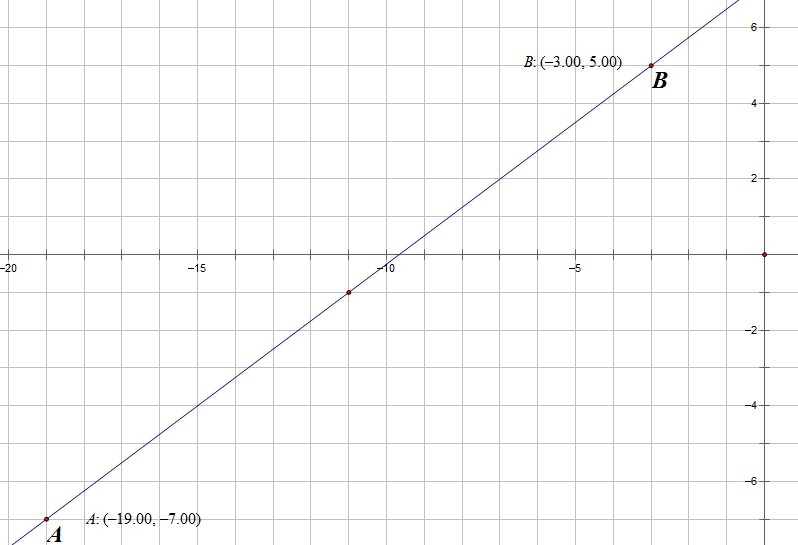 6
B: (–3.00, 5.00)
B
4
2
–20
–15
–10
–5
–2
–4
–6
A: (–19.00, –7.00)
A